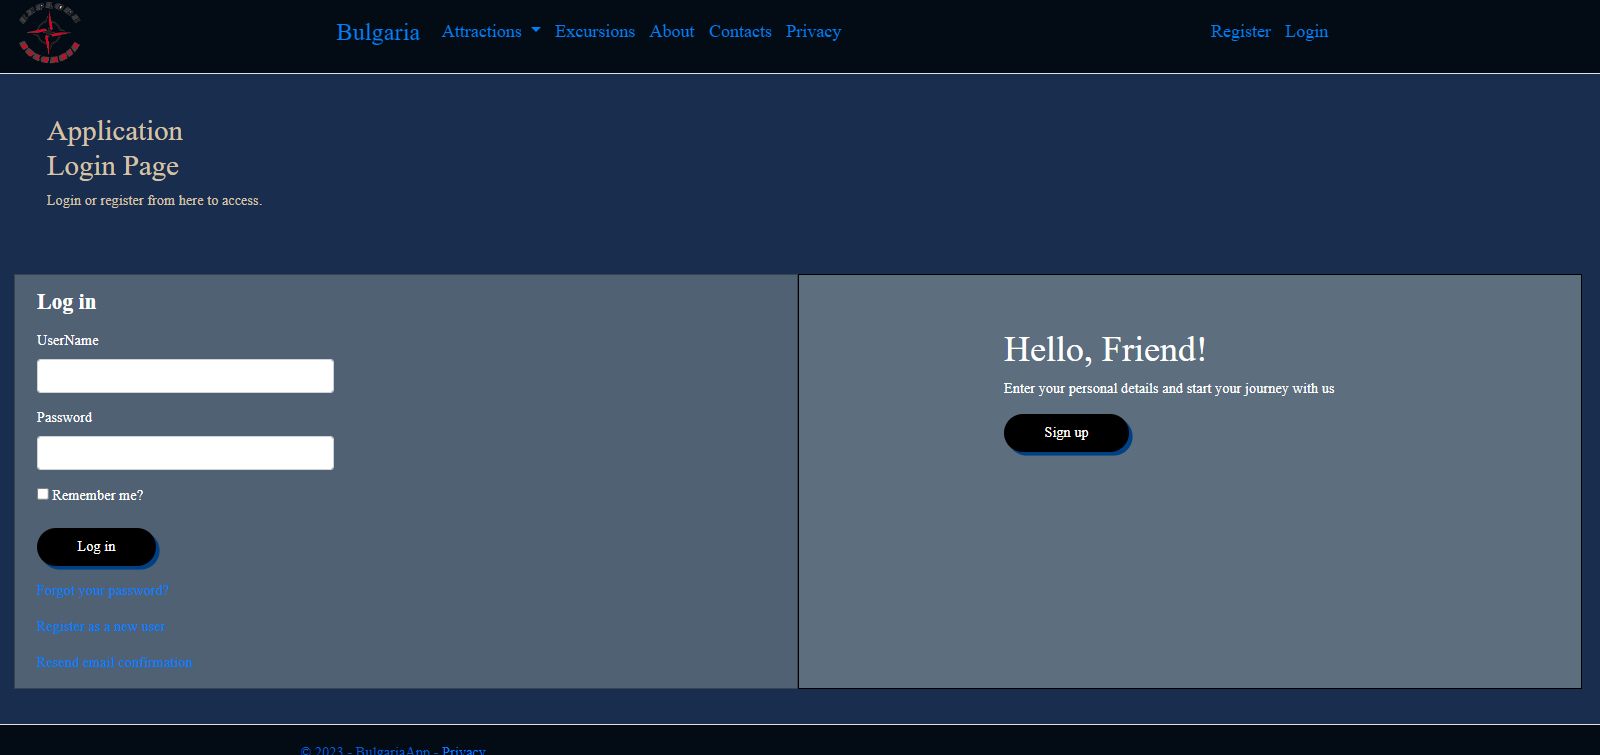 Bulgaria Attractions Excursions About Contacts Privacy Register Login
Application
Login Page
Login or register from here to access.
Log in
UserName
Password
Remember me?
Log in
Forgot your password?
Register as a new user
Resend email confirmation
Hello, Friend!
Enter your personal details and start your journey with us
Sign up
© 2023 - BulgariaApp - Privacy